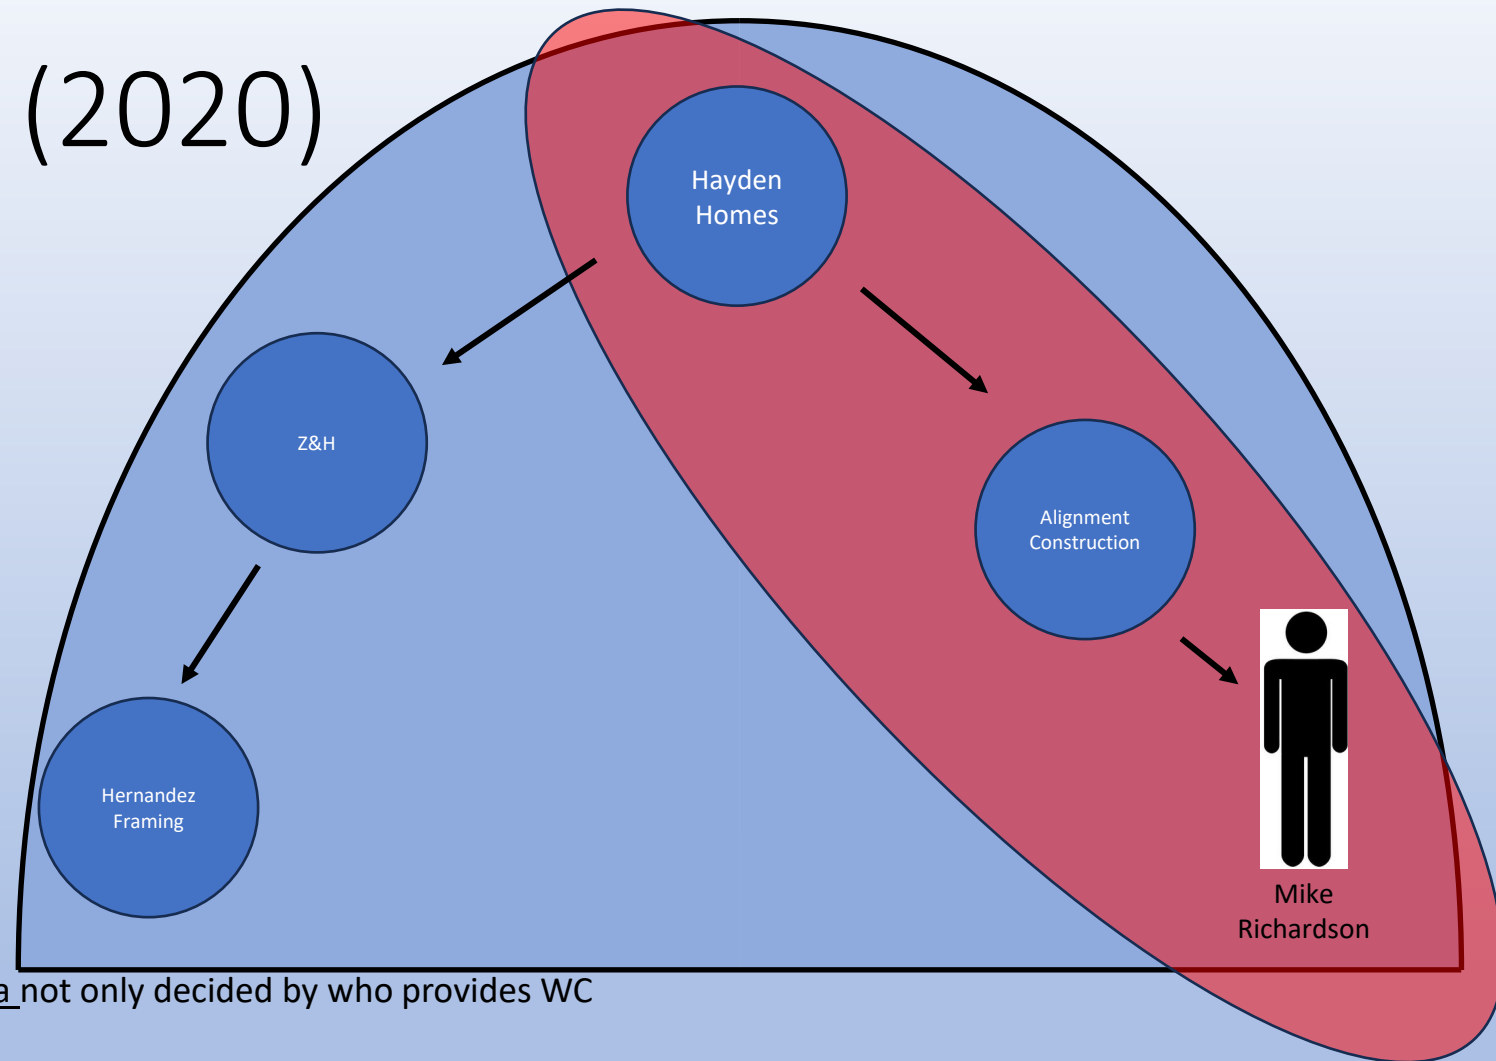 (2020)
Hayden
Homes
Z&H
Alignment
Construction
Hernandez
Framing
Mike
Richardson
a not only decided by who provides WC